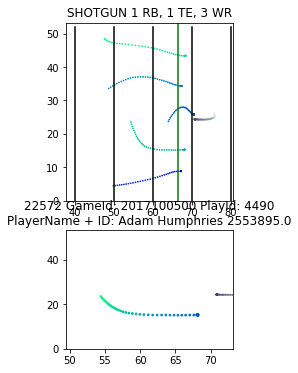 SHOTGUN 1 RB, 1 TE, 3 WR
50
40
30
20
10
0
40 50 60 70 80
22572 GameId: 2017100500 PlayId: 4490
PlayerName + ID: Adam Humphries 2553895.0
40
20
0
50 55 60 65 70